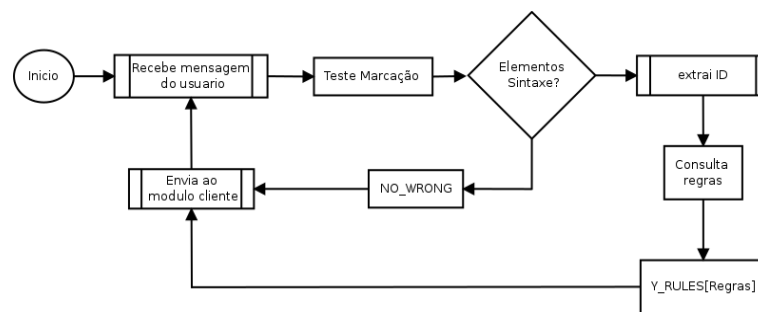 Inicio
Recebe mensagem
do usuario
Teste Marcação
Elementos
Sintaxe?
extrai ID
Consulta
regras
Envia ao
modulo cliente
NO_WRONG
Y_RULES[Regras]